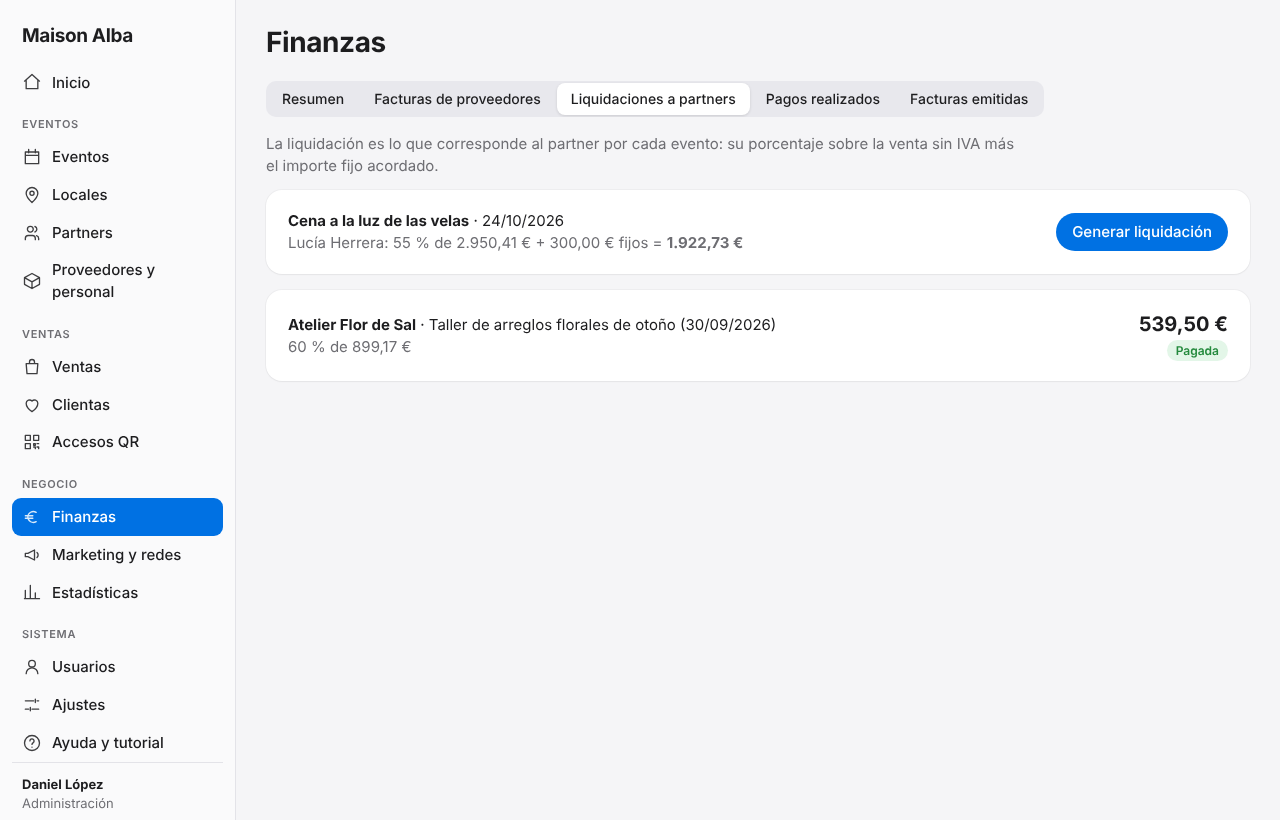 Maison Alba
Inicio
EVENTOS
Eventos
Locales
Partners
Proveedores y
personal
VENTAS
Ventas
Clientas
Accesos QR
NEGOCIO
Finanzas
Marketing y redes
Estadísticas
SISTEMA
Usuarios
Ajustes
Ayuda y tutorial
Daniel López
Administración
Finanzas
Resumen Facturas de proveedores Liquidaciones a partners Pagos realizados Facturas emitidas
La liquidación es lo que corresponde al partner por cada evento: su porcentaje sobre la venta sin IVA más
el importe fijo acordado.
Cena a la luz de las velas · 24/10/2026
Lucía Herrera: 55 % de 2.950,41 € + 300,00 € fijos = 1.922,73 €
Generar liquidación
Atelier Flor de Sal · Taller de arreglos florales de otoño (30/09/2026)
60 % de 899,17 €
539,50 €
Pagada